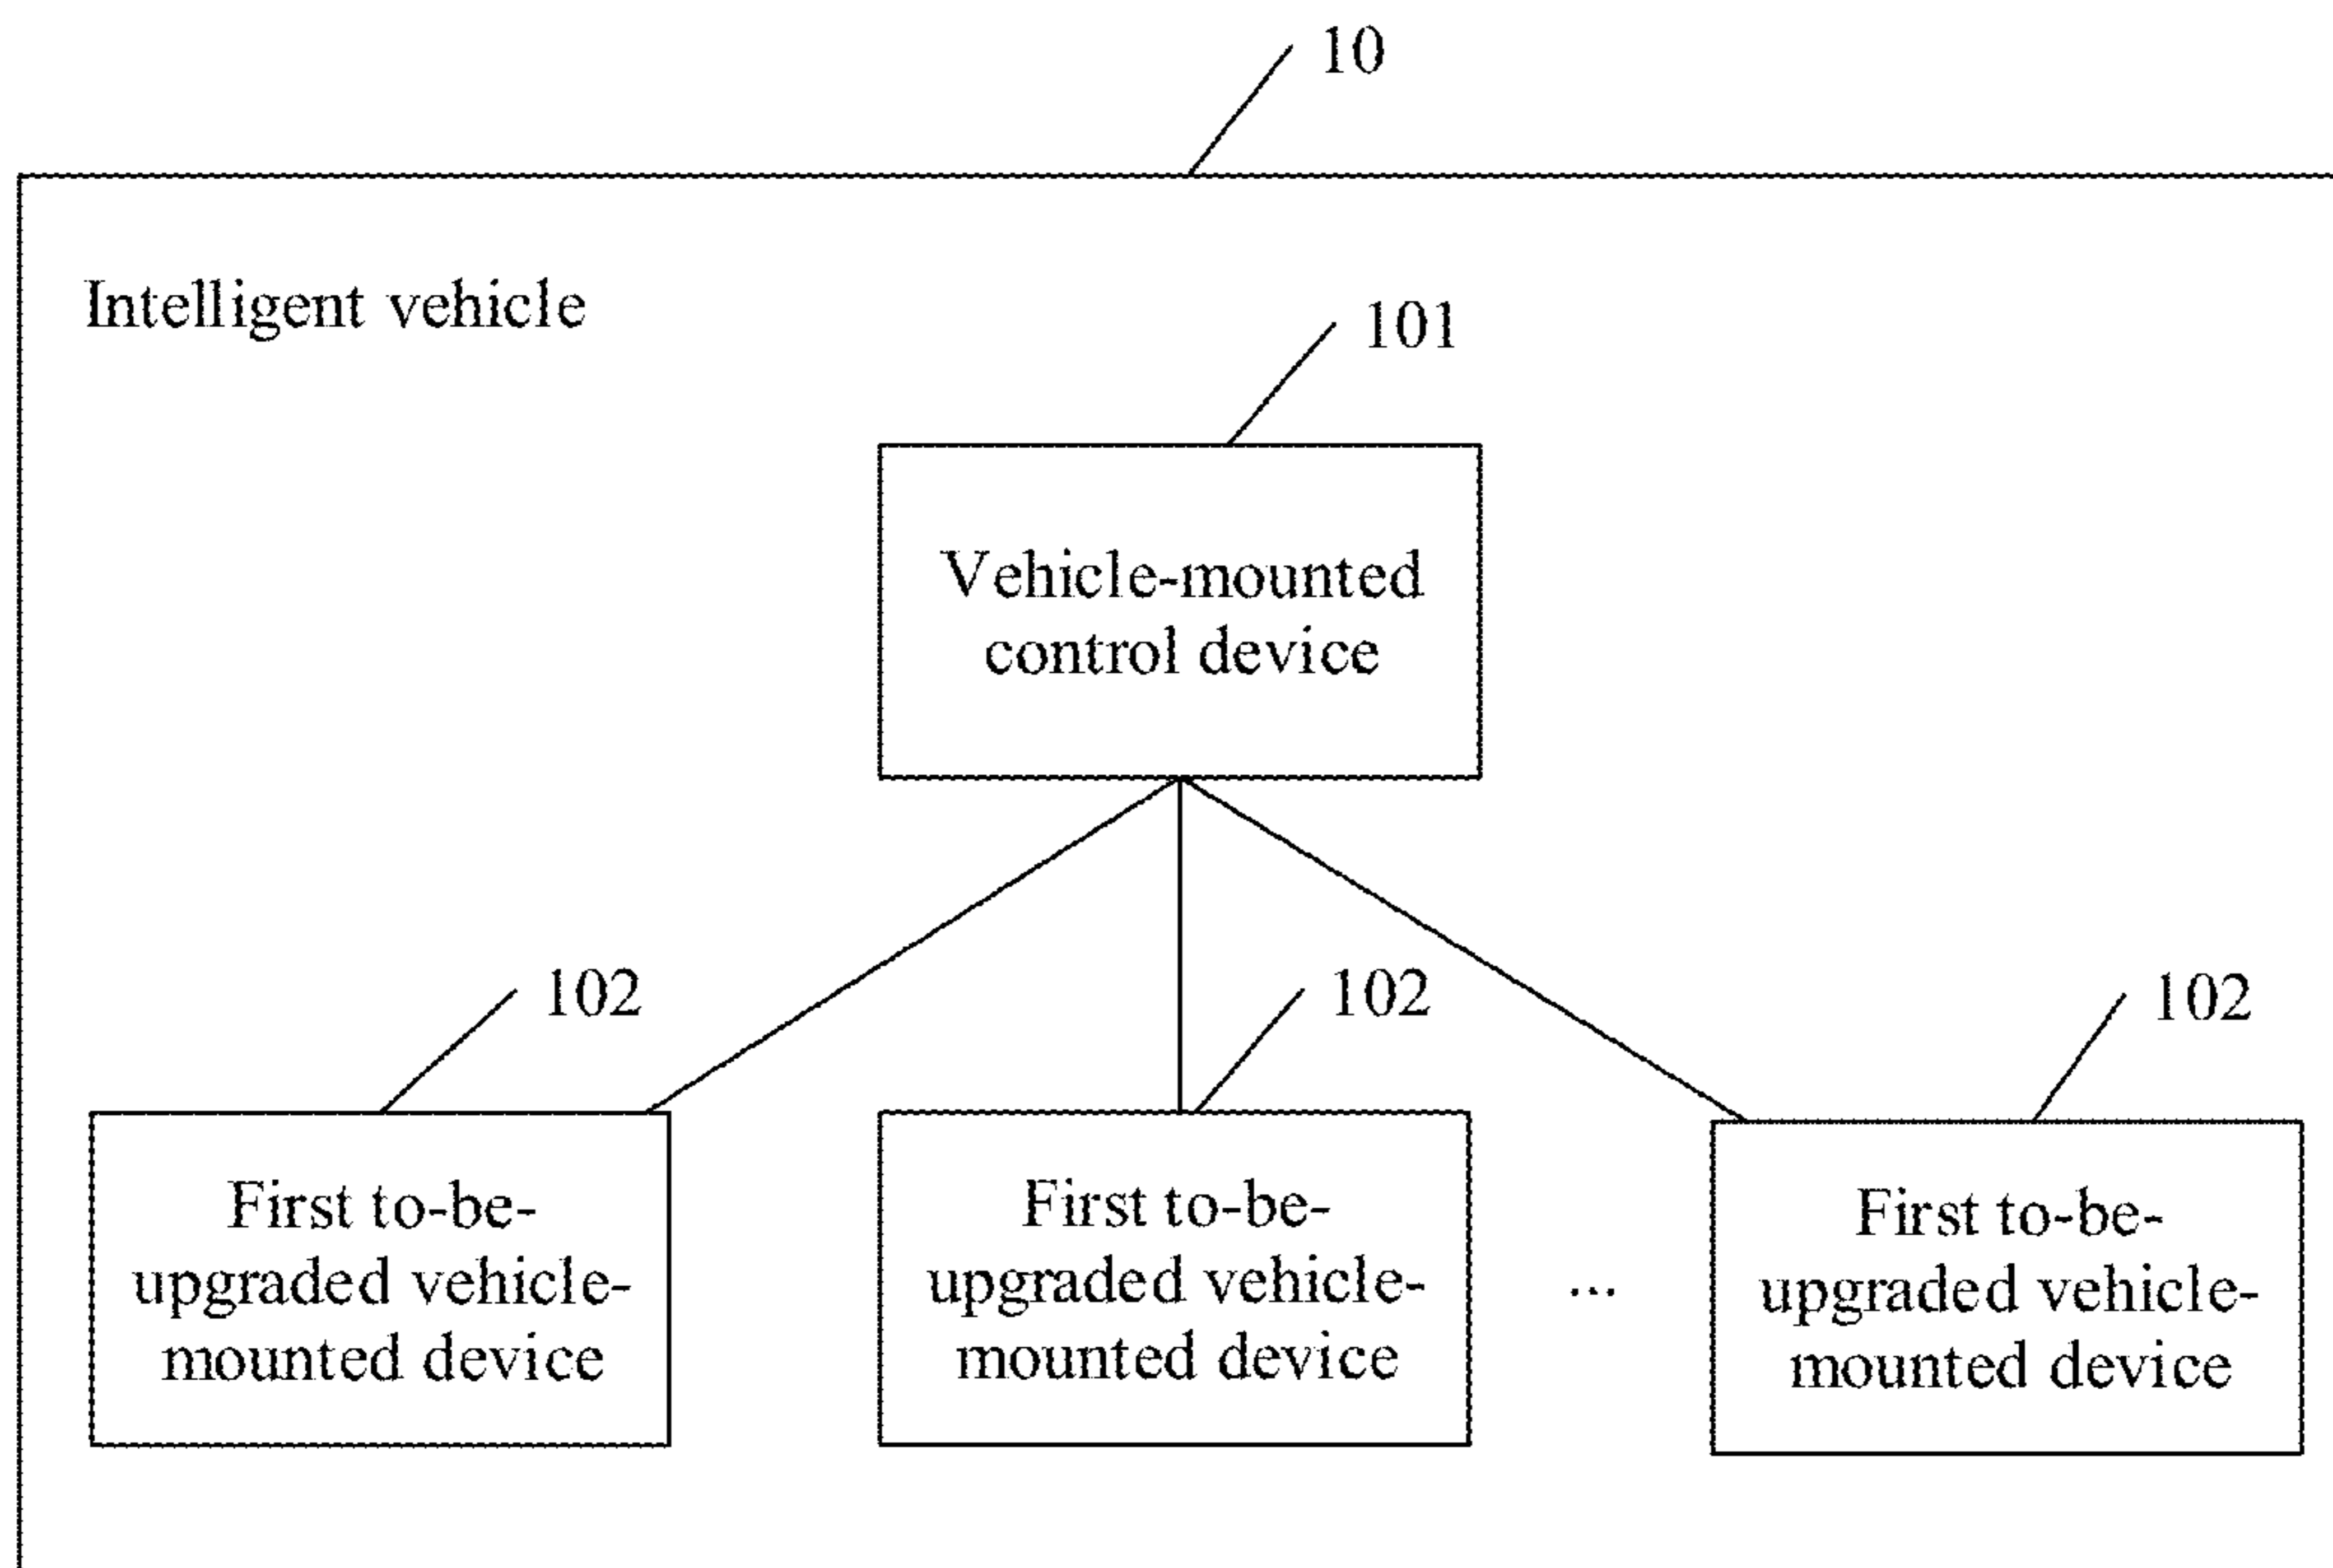 10
Intelligent vehicle
101
Vehicle-mounted
control device
102
102
102
First to-be-
upgraded vehicle-
mounted device
First to-be-
upgraded vehicle-
mounted device
...
First to-be-
upgraded vehicle-
mounted device